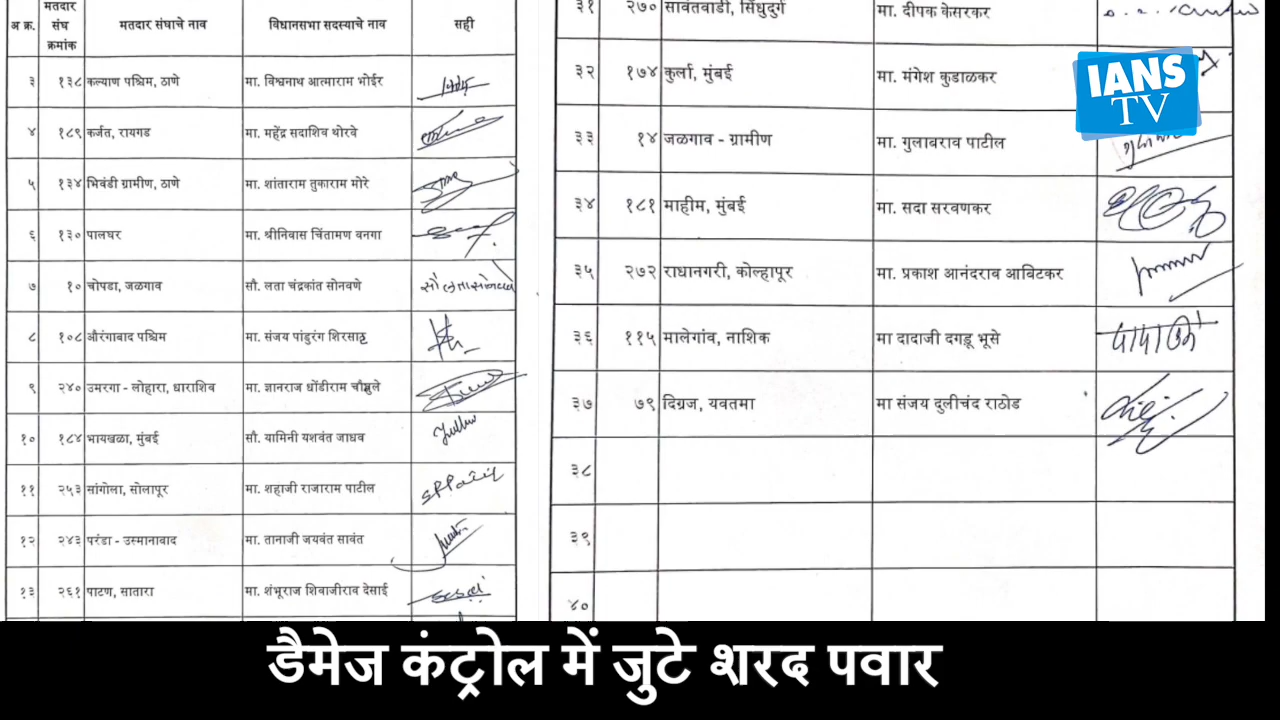 अ क्र. मतदार संघ क्रमांक मतदार संघाचे नाव विधानसभा सदस्याचे नाव सही
३ १३८ कल्याण पश्चिम, ठाणे मा. विश्वनाथ आत्माराम भोईर
४ १८९ कर्जत, रायगड मा. महेंद्र सदाशिव थोरवे
५ १३४ भिवंडी ग्रामीण, ठाणे मा. शांताराम तुकाराम मोरे
६ १३० पालघर मा. श्रीनिवास चिंतामण वनगा
७ १० चोपडा, जळगाव सौ. लता चंद्रकांत सोनवणे
८ १०८ औरंगाबाद पश्चिम मा. संजय पांडुरंग शिरसाठ
९ २४० उमरगा - लोहारा, धाराशिव मा. ज्ञानराज धोंडीराम चौगुले
१० १८४ भायखळा, मुंबई सौ. यामिनी यशवंत जाधव
११ २५३ सांगोला, सोलापूर मा. शहाजी राजाराम पाटील
१२ २४३ परंडा - उस्मानाबाद मा. तानाजी जयवंत सावंत
१३ २६१ पाटण, सातारा मा. शंभूराज शिवाजीराव देसाई
३१ २७० सावंतवाडी, सिंधुदुर्ग मा. दीपक केसरकर
३२ १७४ कुर्ला, मुंबई मा. मंगेश कुडाळकर
३३ १४ जळगाव - ग्रामीण मा. गुलाबराव पाटील
३४ १८१ माहीम, मुंबई मा. सदा सरवणकर
३५ २७२ राधानगरी, कोल्हापूर मा. प्रकाश आनंदराव आबिटकर
३६ ११५ मालेगांव, नाशिक मा दादाजी दगडू भूसे
३७ ७९ दिग्रज, यवतमा मा संजय दुलीचंद राठोड
३८
३९
४०
IANS
TV
डैमेज कंट्रोल में जुटे शरद पवार